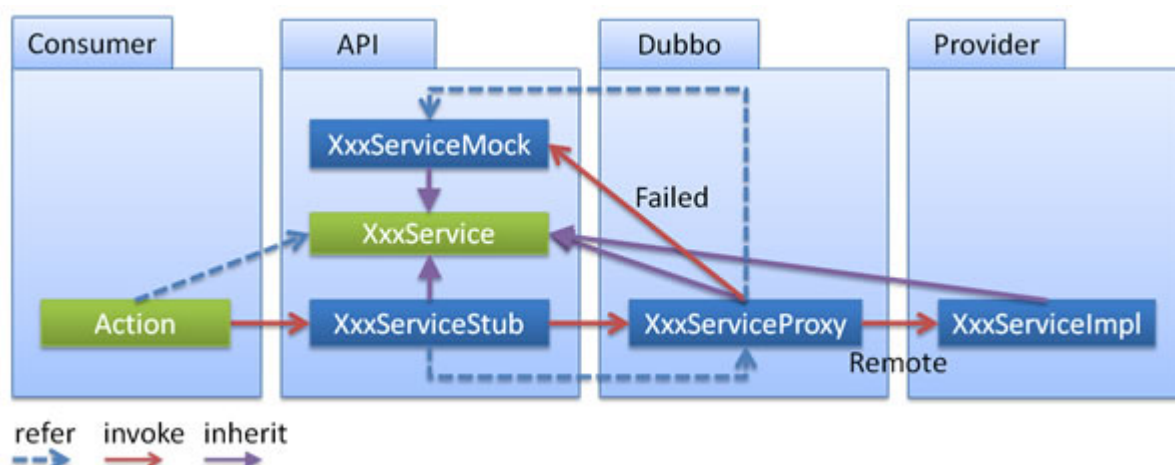 Consumer
API
Dubbo
Provider
XxxServiceMock
Failed
XxxService
Action
XxxServiceStub
XxxServiceProxy
XxxServiceImpl
Remote
refer
invoke
inherit